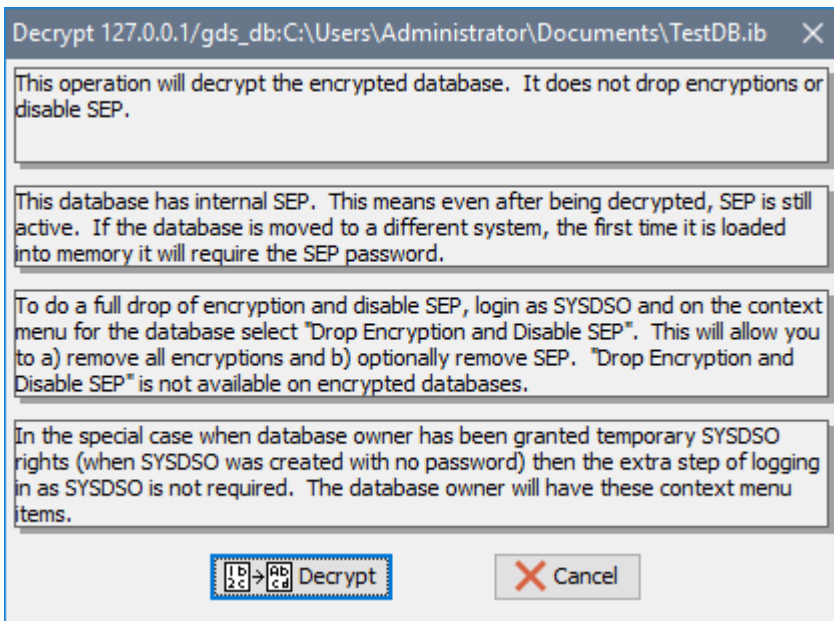 Decrypt 127.0.0.1/gds_db:C:\Users\Administrator\Documents\TestDB.ib
This operation will decrypt the encrypted database.  It does not drop encryptions or
disable SEP.
This database has internal SEP.  This means even after being decrypted, SEP is still
active.  If the database is moved to a different system, the first time it is loaded
into memory it will require the SEP password.
To do a full drop of encryption and disable SEP, login as SYSDSO and on the context
menu for the database select "Drop Encryption and Disable SEP".  This will allow you
to a) remove all encryptions and b) optionally remove SEP.  "Drop Encryption and
Disable SEP" is not available on encrypted databases.
In the special case when database owner has been granted temporary SYSDSO
rights (when SYSDSO was created with no password) then the extra step of logging
in as SYSDSO is not required.  The database owner will have these context menu
items.
Decrypt
Cancel